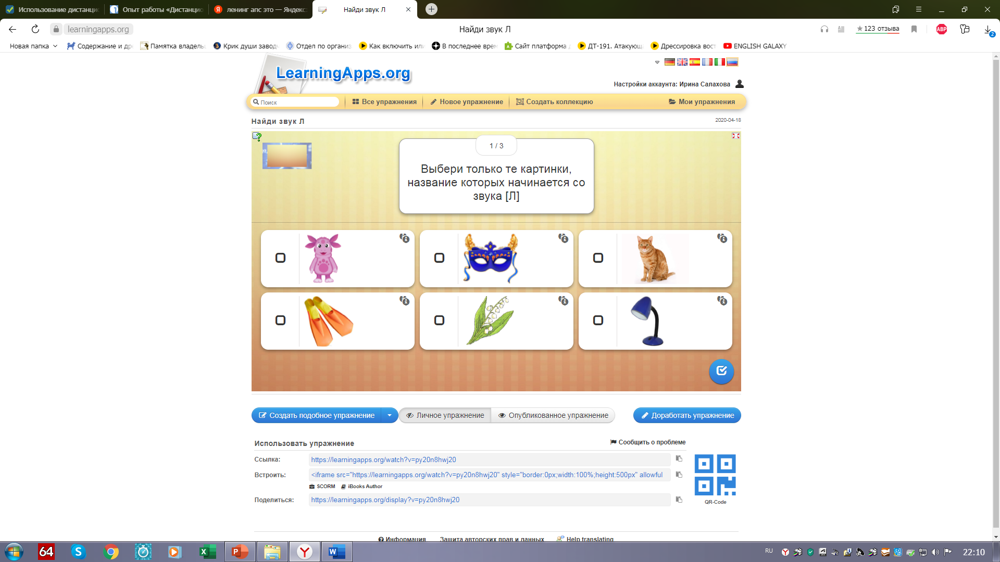 Использование дистанци
Опыт работы «Дистанцио
ленинг апс это — Яндекс:
Найди звук Л
learningapps.org
Найди звук Л
123 отзыва
ABP
2
Новая папка
Содержание и дре
Памятка владельц
Крик души заводч
Отдел по организ
Как включить или
В последнее врем
Сайт платформа д
ДТ-191. Атакующ
Дрессировка вост
ENGLISH GALAXY
LearningApps.org
Настройки аккаунта: Ирина Салахова
Поиск
Все упражнения
Новое упражнение
Создать коллекцию
Мои упражнения
Найди звук Л
2020-04-18
1 / 3
Выбери только те картинки,
название которых начинается со
звука [Л]
Создать подобное упражнение
Личное упражнение
Опубликованное упражнение
Доработать упражнение
Использовать упражнение
Сообщить о проблеме
Ссылка:
https://learningapps.org/watch?v=py20n8hwj20
Встроить:
<iframe src="https://learningapps.org/watch?v=py20n8hwj20" style="border:0px;width:100%;height:500px" allowful
SCORM
iBooks Author
Поделиться:
https://learningapps.org/display?v=py20n8hwj20
QR-Code
Информация
Защита авторских прав и данных
Help translating
64
RU
22:10